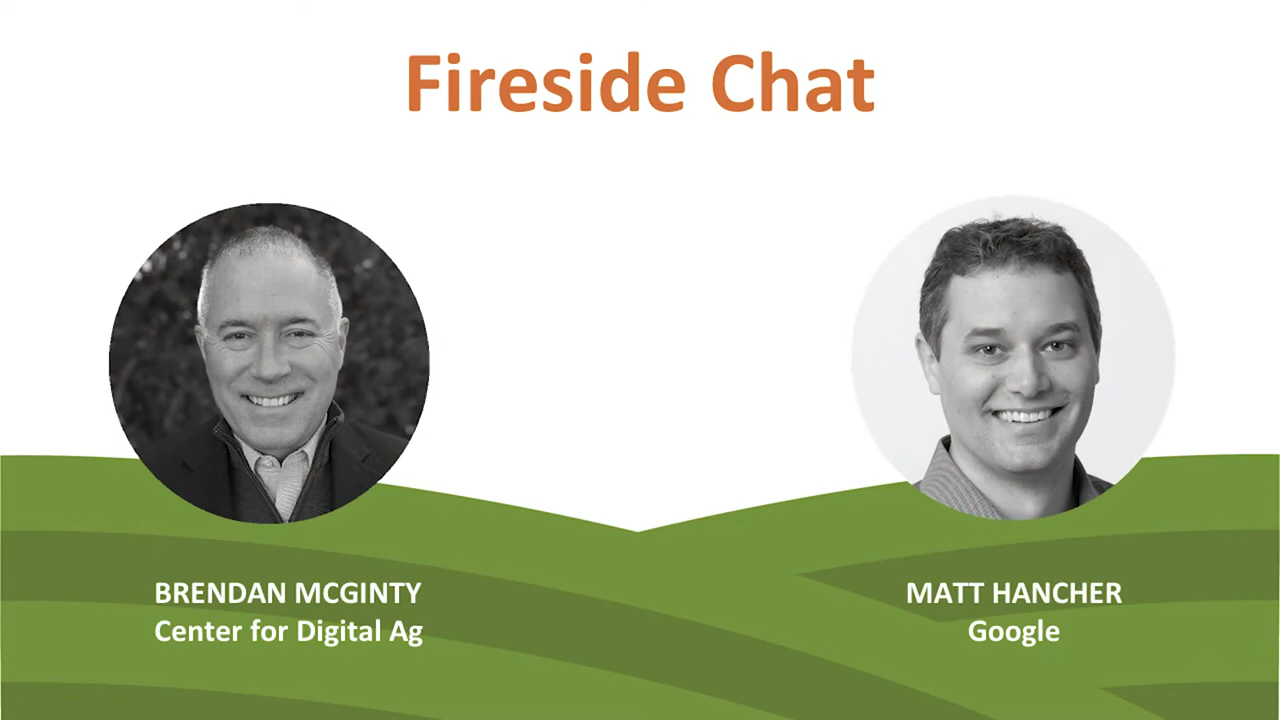 Fireside Chat
BRENDAN MCGINTY
Center for Digital Ag
MATT HANCHER
Google